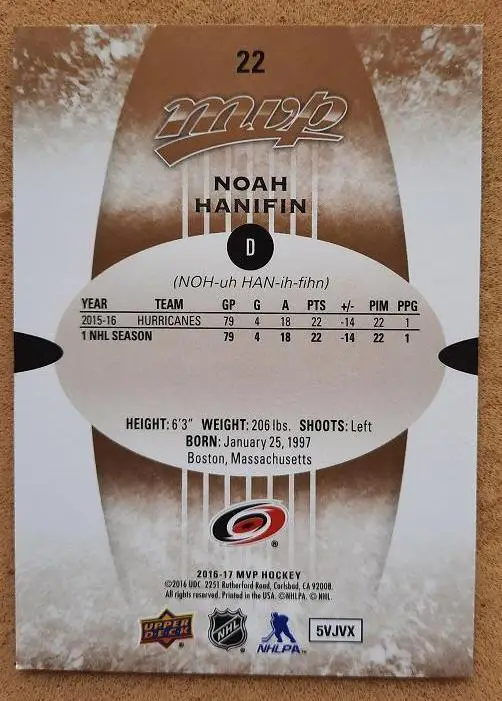 22
mvp
NOAH
HANIFIN
D
(NOH-uh HAN-ih-fihn)
YEAR TEAM GP G A PTS +/- PIM PPG
2015-16 HURRICANES 79 4 18 22 -14 22 1
1 NHL SEASON 79 4 18 22 -14 22 1
HEIGHT: 6'3" WEIGHT: 206 lbs. SHOOTS: Left
BORN: January 25, 1997
Boston, Massachusetts
®
2016-17 MVP HOCKEY
©2016 UDC. 2251 Rutherford Road, Carlsbad, CA 92008.
All rights reserved. Printed in the USA. ©NHLPA. © NHL.
UPPER DECK ® NHL ® NHLPA™ 5VJVX